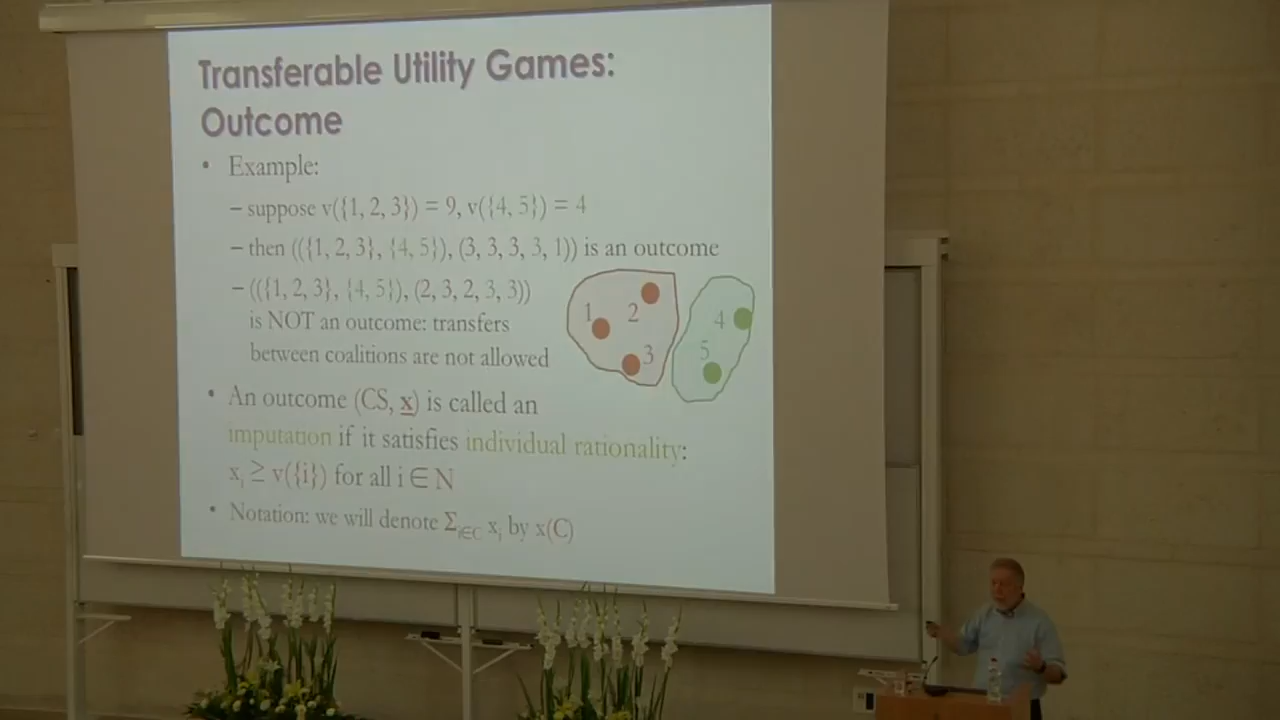 Transferable Utility Games:
Outcome
• Example:
– suppose v({1, 2, 3}) = 9, v({4, 5}) = 4
– then (({1, 2, 3}, {4, 5}), (3, 3, 3, 3, 1)) is an outcome
– (({1, 2, 3}, {4, 5}), (2, 3, 2, 3, 3))
is NOT an outcome: transfers
between coalitions are not allowed
1
2
3
4
5
• An outcome (CS, x) is called an
imputation if it satisfies individual rationality:
xᵢ ≥ v({i}) for all i ∈ N
• Notation: we will denote Σᵢ∈C xᵢ by x(C)